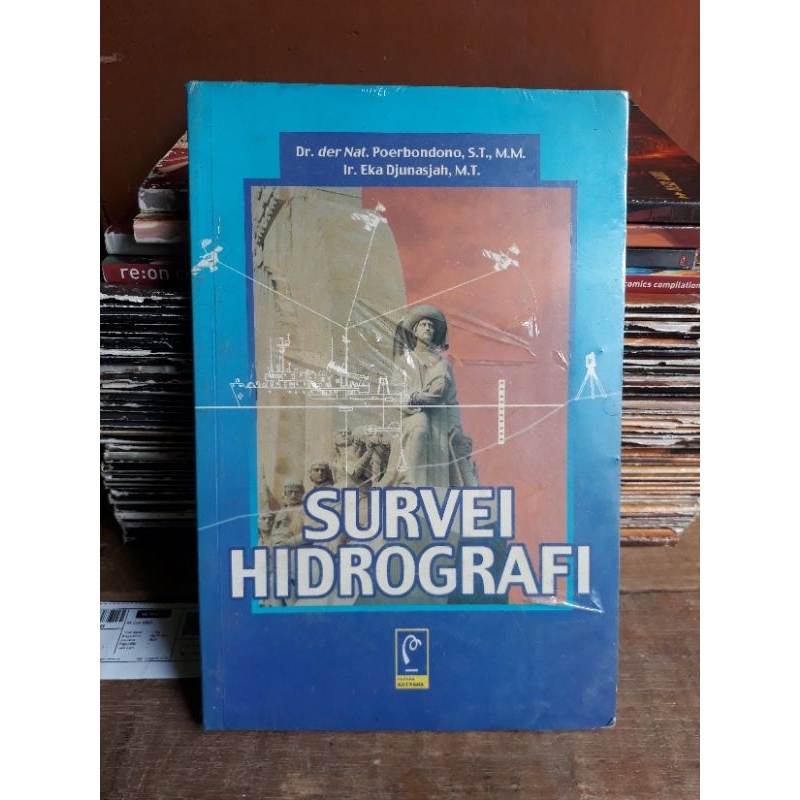 Dr. der Nat. Poerbondono, S.T., M.M.
Ir. Eka Djunasjah, M.T.
re:on
comics compilation
SURVEI
HIDROGRAFI